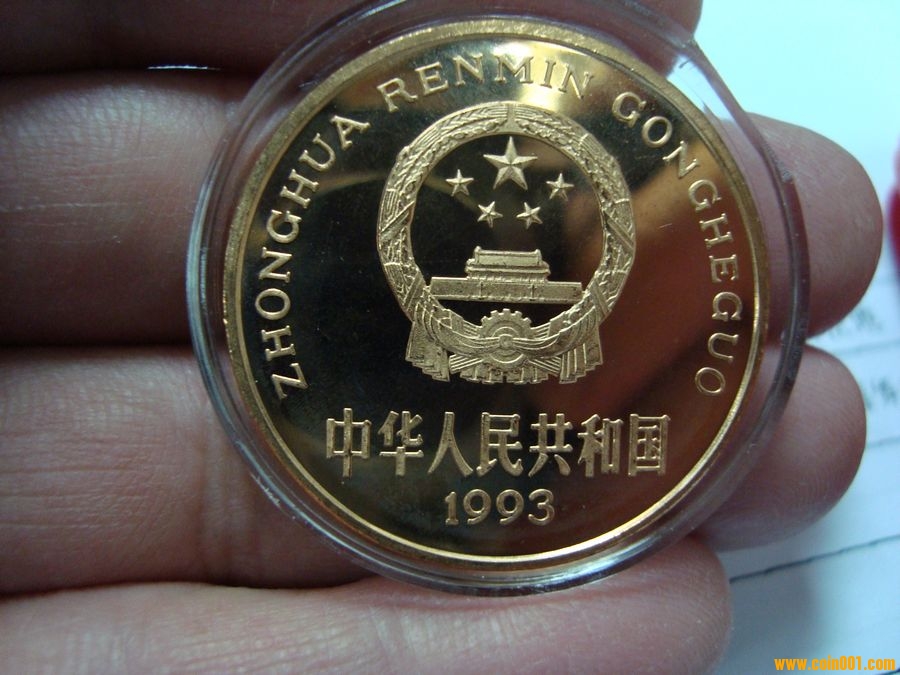 ZHONGHUA RENMIN GONGHEGUO
中华人民共和国
1993
www.coin001.com